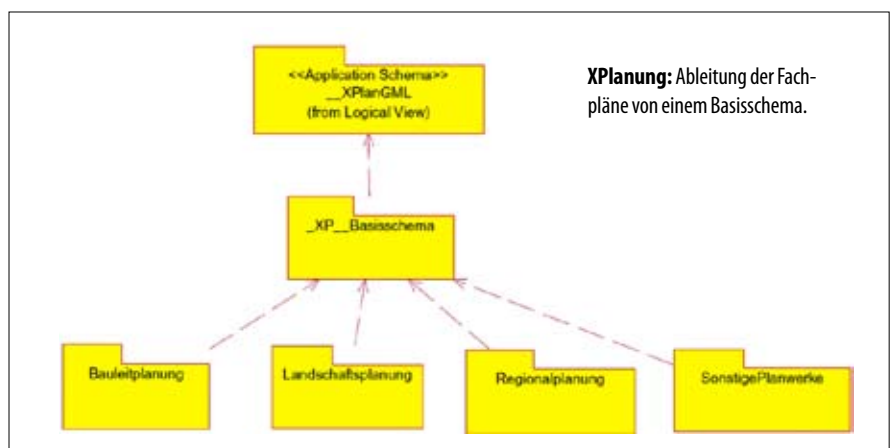 <<Application Schema>>
__XPlanGML
(from Logical View)
XPlanung: Ableitung der Fach-
pläne von einem Basisschema.
_XP__Basisschema
Bauleitplanung
Landschaftsplanung
Regionalplanung
SonstigePlanwerke